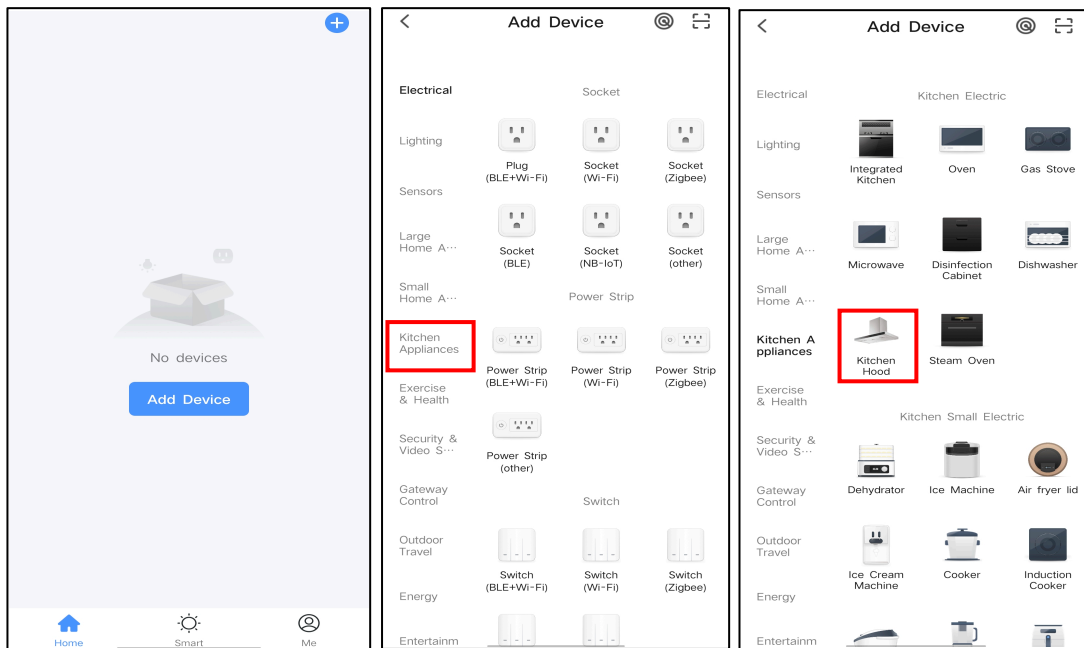 No devices
Add Device
Home
Smart
Me
Add Device
Electrical
Lighting
Sensors
Large
Home A…
Small
Home A…
Kitchen
Appliances
Exercise
& Health
Security &
Video S…
Gateway
Control
Outdoor
Travel
Energy
Entertainm
Socket
Plug
(BLE+Wi-Fi)
Socket
(Wi-Fi)
Socket
(Zigbee)
Socket
(BLE)
Socket
(NB-IoT)
Socket
(other)
Power Strip
Power Strip
(BLE+Wi-Fi)
Power Strip
(Wi-Fi)
Power Strip
(Zigbee)
Power Strip
(other)
Switch
Switch
(BLE+Wi-Fi)
Switch
(Wi-Fi)
Switch
(Zigbee)
Add Device
Electrical
Lighting
Sensors
Large
Home A…
Small
Home A…
Kitchen A
ppliances
Exercise
& Health
Security &
Video S…
Gateway
Control
Outdoor
Travel
Energy
Entertainm
Kitchen Electric
Integrated
Kitchen
Oven
Gas Stove
Microwave
Disinfection
Cabinet
Dishwasher
Kitchen
Hood
Steam Oven
Kitchen Small Electric
Dehydrator
Ice Machine
Air fryer lid
Ice Cream
Machine
Cooker
Induction
Cooker